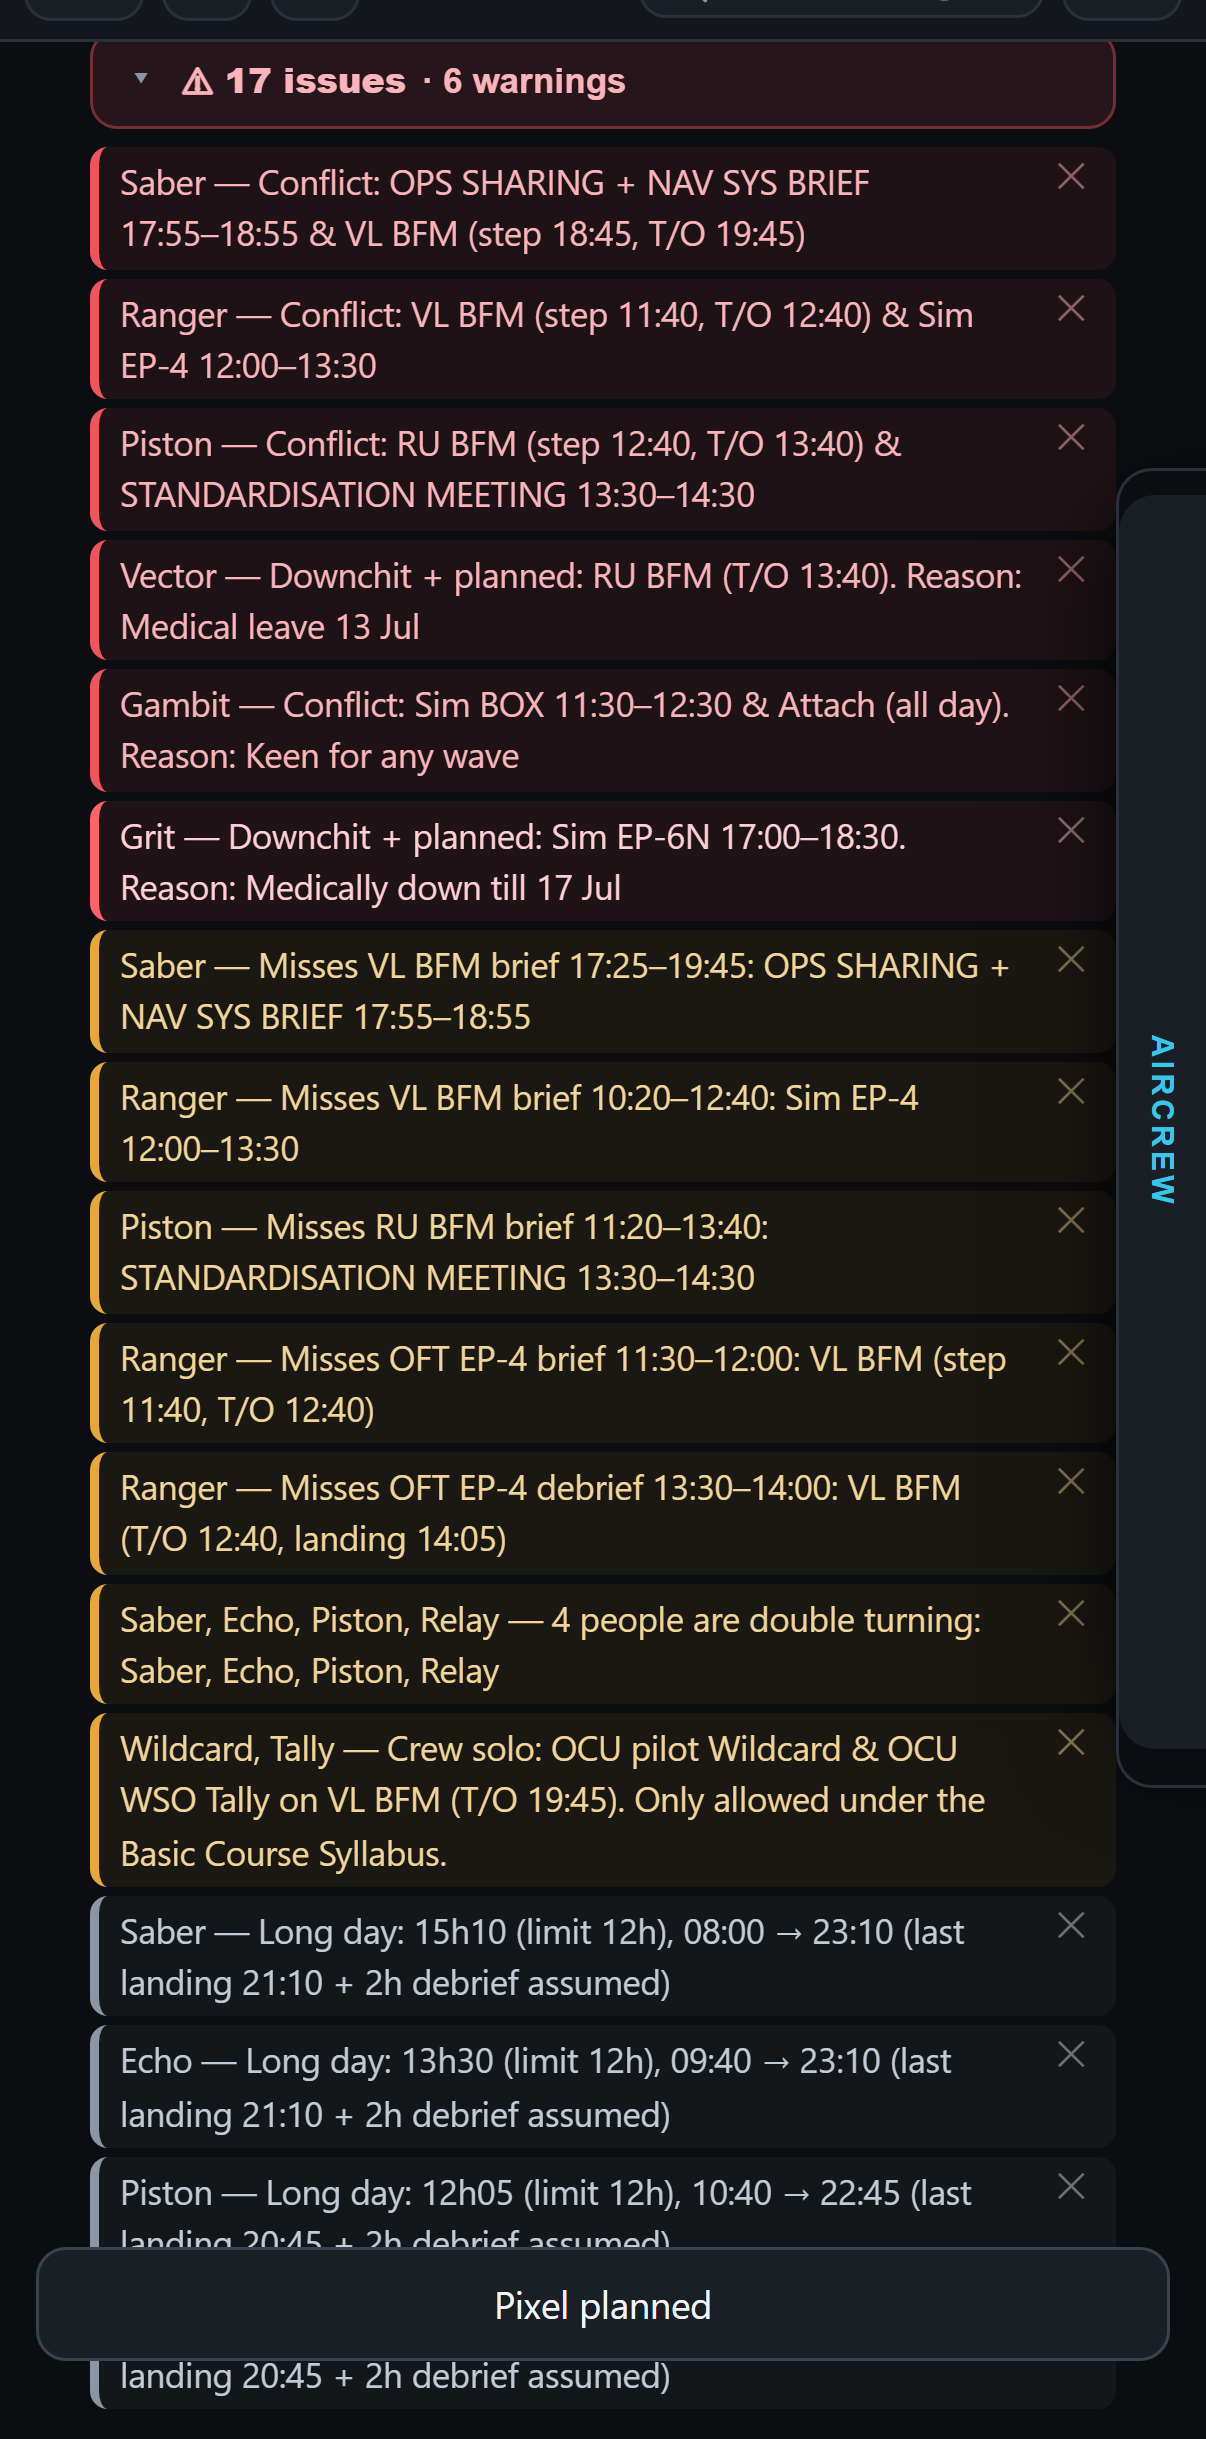 ▼ ⚠ 17 issues · 6 warnings
Saber — Conflict: OPS SHARING + NAV SYS BRIEF
17:55–18:55 & VL BFM (step 18:45, T/O 19:45)
Ranger — Conflict: VL BFM (step 11:40, T/O 12:40) & Sim
EP-4 12:00–13:30
Piston — Conflict: RU BFM (step 12:40, T/O 13:40) &
STANDARDISATION MEETING 13:30–14:30
Vector — Downchit + planned: RU BFM (T/O 13:40). Reason:
Medical leave 13 Jul
Gambit — Conflict: Sim BOX 11:30–12:30 & Attach (all day).
Reason: Keen for any wave
Grit — Downchit + planned: Sim EP-6N 17:00–18:30.
Reason: Medically down till 17 Jul
Saber — Misses VL BFM brief 17:25–19:45: OPS SHARING +
NAV SYS BRIEF 17:55–18:55
Ranger — Misses VL BFM brief 10:20–12:40: Sim EP-4
12:00–13:30
Piston — Misses RU BFM brief 11:20–13:40:
STANDARDISATION MEETING 13:30–14:30
Ranger — Misses OFT EP-4 brief 11:30–12:00: VL BFM (step
11:40, T/O 12:40)
Ranger — Misses OFT EP-4 debrief 13:30–14:00: VL BFM
(T/O 12:40, landing 14:05)
Saber, Echo, Piston, Relay — 4 people are double turning:
Saber, Echo, Piston, Relay
Wildcard, Tally — Crew solo: OCU pilot Wildcard & OCU
WSO Tally on VL BFM (T/O 19:45). Only allowed under the
Basic Course Syllabus.
Saber — Long day: 15h10 (limit 12h), 08:00 → 23:10 (last
landing 21:10 + 2h debrief assumed)
Echo — Long day: 13h30 (limit 12h), 09:40 → 23:10 (last
landing 21:10 + 2h debrief assumed)
Piston — Long day: 12h05 (limit 12h), 10:40 → 22:45 (last
landing 20:45 + 2h debrief assumed)
Pixel planned
landing 20:45 + 2h debrief assumed)
AIRCREW